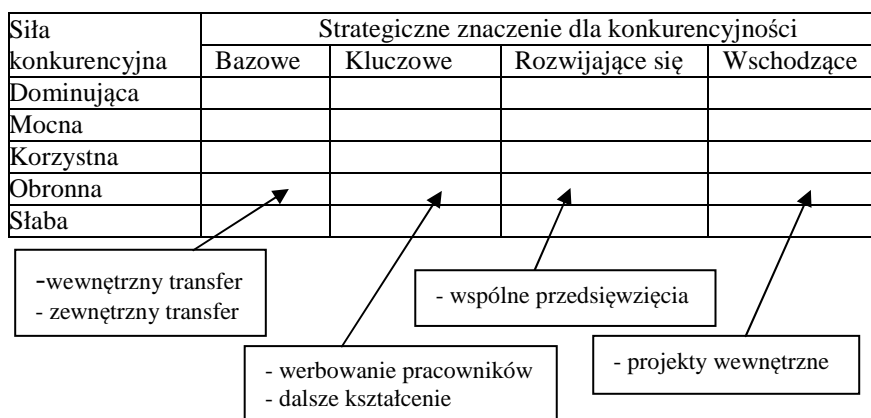 Siła konkurencyjna
Strategiczne znaczenie dla konkurencyjności
Bazowe Kluczowe Rozwijające się Wschodzące
Dominująca
Mocna
Korzystna
Obronna
Słaba
-wewnętrzny transfer
- zewnętrzny transfer
- wspólne przedsięwzięcia
- werbowanie pracowników
- dalsze kształcenie
- projekty wewnętrzne